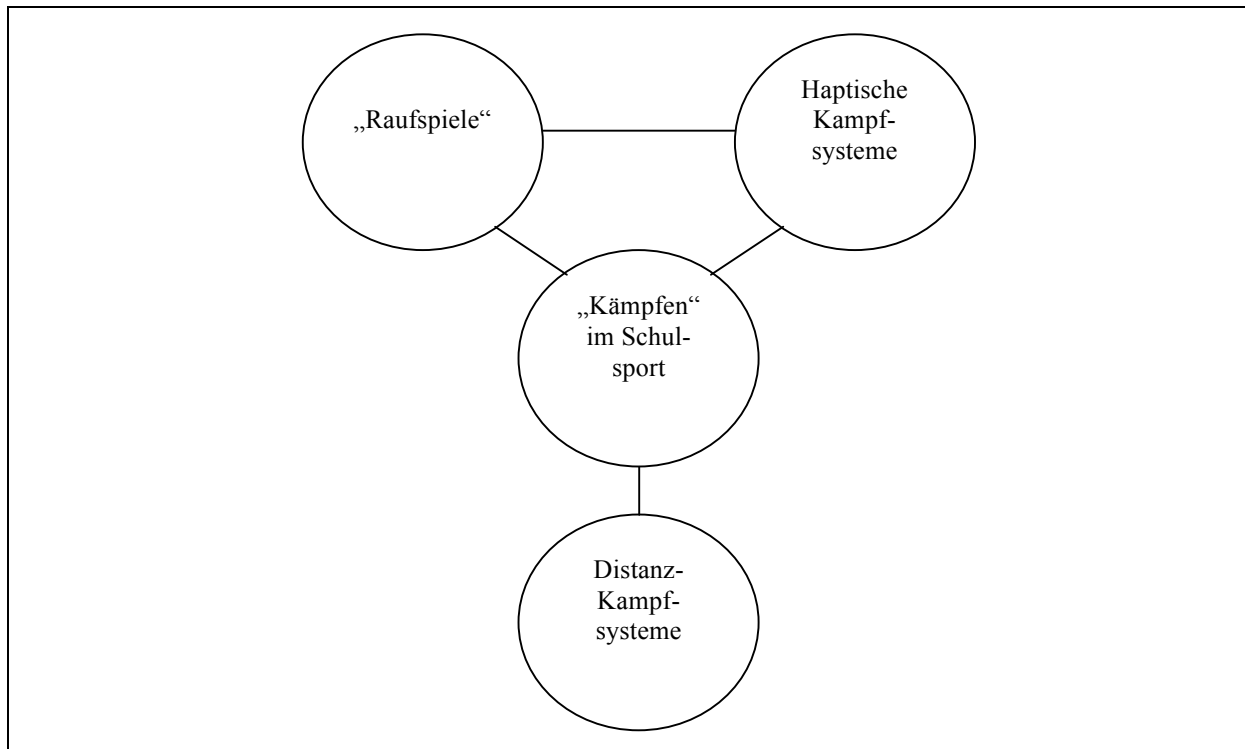 „Raufspiele“
Haptische
Kampf-
systeme
„Kämpfen“
im Schul-
sport
Distanz-
Kampf-
systeme